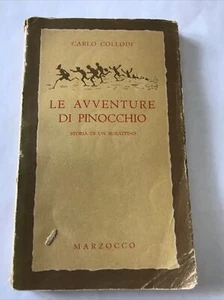 CARLO COLLODI
LE AVVENTURE
DI PINOCCHIO
STORIA DI UN BURATTINO
MARZOCCO